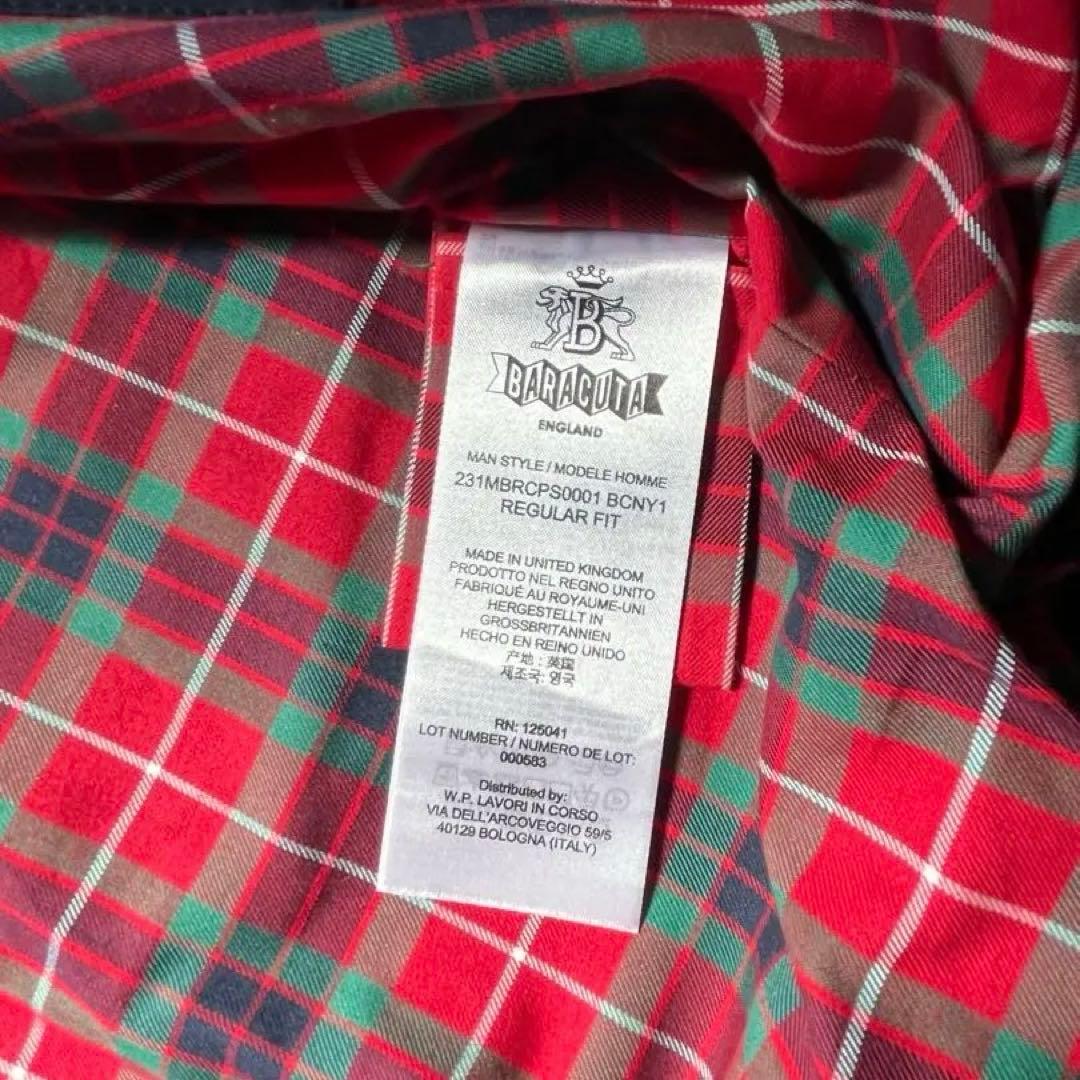 B
BARACUTA
ENGLAND
MAN STYLE / MODELE HOMME
231MBRCPS0001 BCNY1
REGULAR FIT
MADE IN UNITED KINGDOM
PRODOTTO NEL REGNO UNITO
FABRIQUÉ AU ROYAUME-UNI
HERGESTELLT IN
GROSSBRITANNIEN
HECHO EN REINO UNIDO
产地 : 英国
제조국: 영국
RN: 125041
LOT NUMBER / NUMERO DE LOT:
000583
Distributed by:
W.P. LAVORI IN CORSO
VIA DELL'ARCOVEGGIO 59/5
40129 BOLOGNA (ITALY)